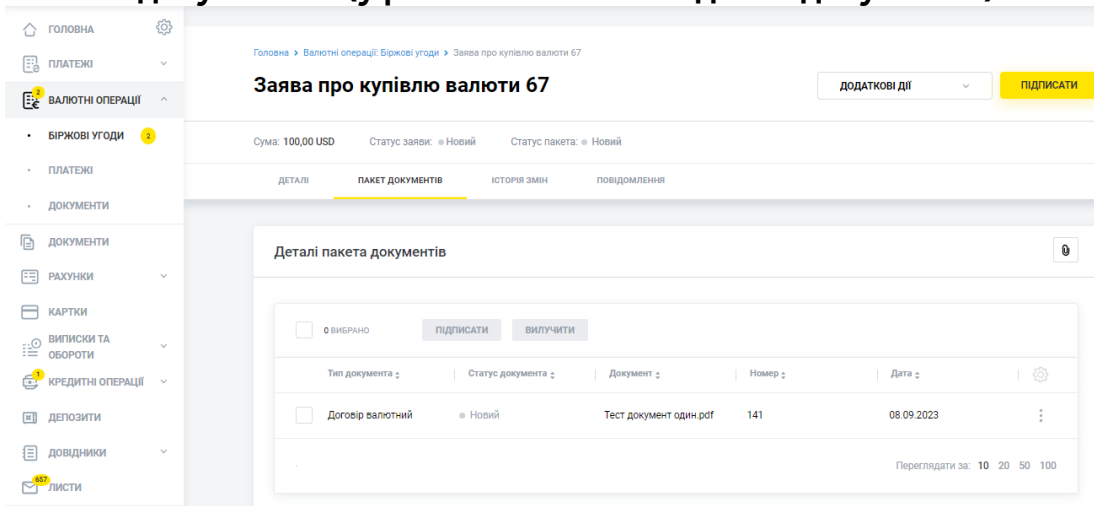 ГОЛОВНА
ПЛАТЕЖІ
2
ВАЛЮТНІ ОПЕРАЦІЇ
БІРЖОВІ УГОДИ 2
ПЛАТЕЖІ
ДОКУМЕНТИ
ДОКУМЕНТИ
РАХУНКИ
КАРТКИ
ВИПИСКИ ТА
ОБОРОТИ
1
КРЕДИТНІ ОПЕРАЦІЇ
ДЕПОЗИТИ
ДОВІДНИКИ
657
ЛИСТИ
Головна > Валютні операції: Біржові угоди > Заява про купівлю валюти 67
Заява про купівлю валюти 67
ДОДАТКОВІ ДІЇ
ПІДПИСАТИ
Сума: 100,00 USD Статус заяви: Новий Статус пакета: Новий
ДЕТАЛІ ПАКЕТ ДОКУМЕНТІВ ІСТОРІЯ ЗМІН ПОВІДОМЛЕННЯ
Деталі пакета документів
0 ВИБРАНО ПІДПИСАТИ ВИЛУЧИТИ
Тип документа Статус документа Документ Номер Дата
Договір валютний Новий Тест документ один.pdf 141 08.09.2023
Переглядати за: 10 20 50 100